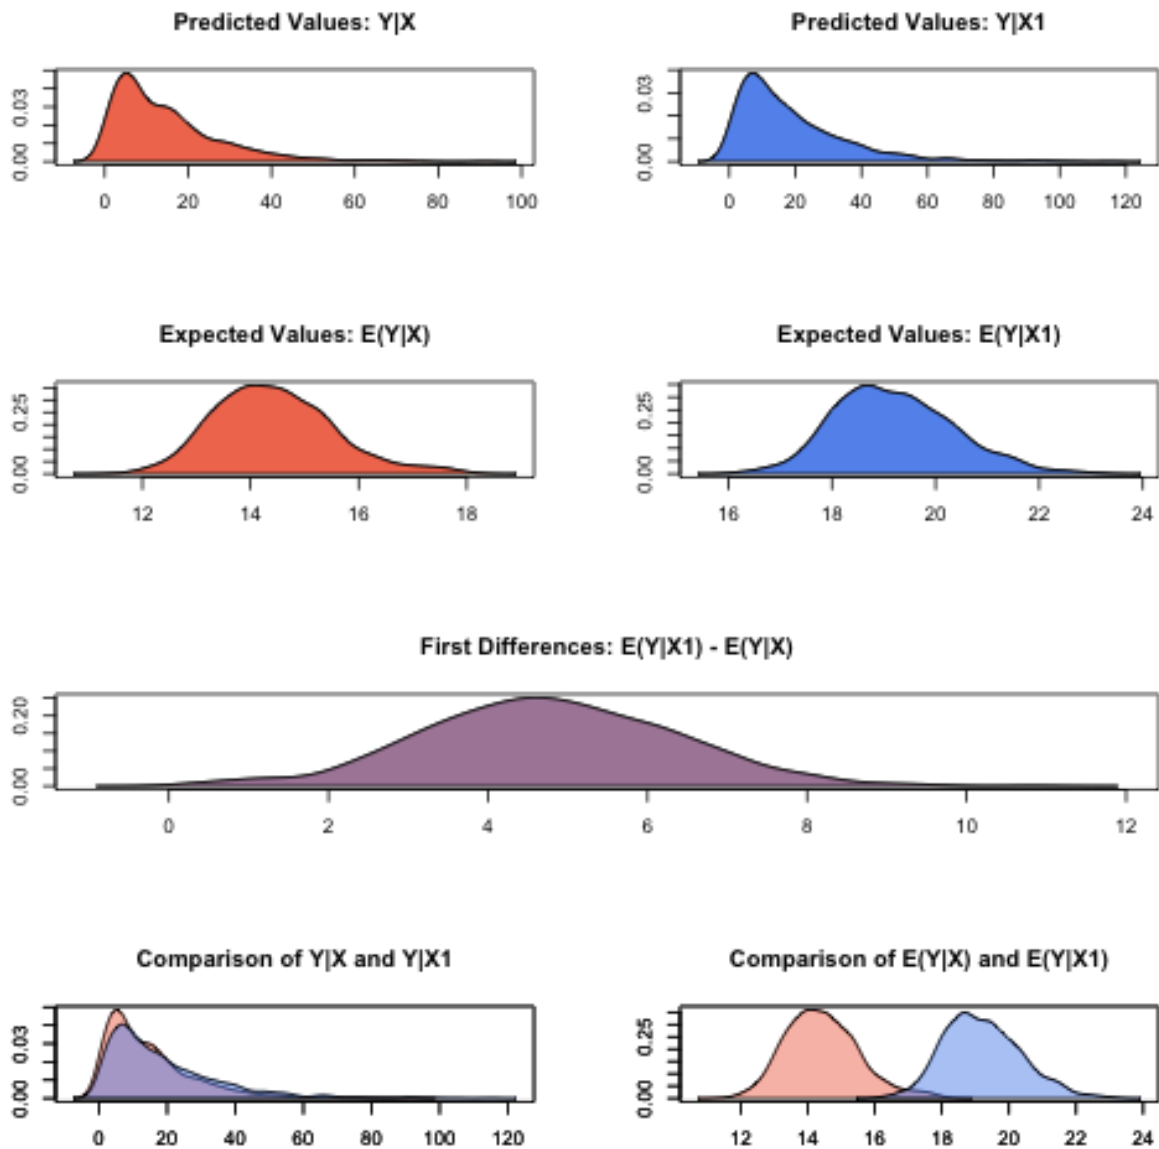 Predicted Values: Y|X
0.03
0.00
0 20 40 60 80 100
Predicted Values: Y|X1
0.03
0.00
0 20 40 60 80 100 120
Expected Values: E(Y|X)
0.25
0.00
12 14 16 18
Expected Values: E(Y|X1)
0.25
0.00
16 18 20 22 24
First Differences: E(Y|X1) - E(Y|X)
0.20
0.00
0 2 4 6 8 10 12
Comparison of Y|X and Y|X1
0.03
0.00
0 20 40 60 80 100 120
Comparison of E(Y|X) and E(Y|X1)
0.25
0.00
12 14 16 18 20 22 24